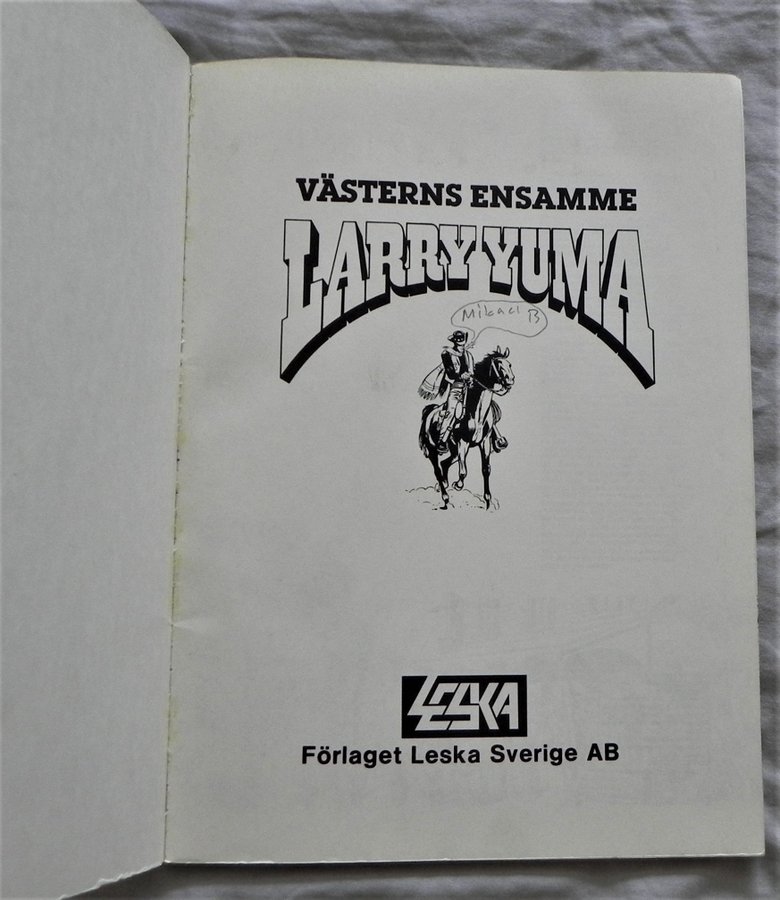 VÄSTERNS ENSAMME
LARRY YUMA
Mikael B
LESKA
Förlaget Leska Sverige AB